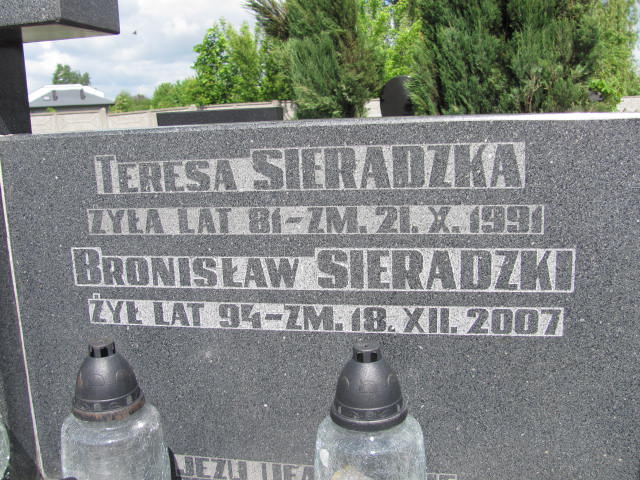 TERESA SIERADZKA
ŻYŁA LAT 81-ZM. 21. X. 1991
BRONISŁAW SIERADZKI
ŻYŁ LAT 94-ZM. 18. XII. 2007